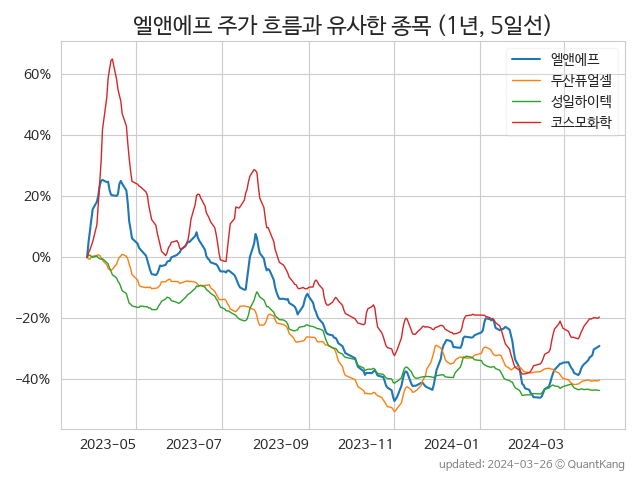 엘앤에프 주가 흐름과 유사한 종목 (1년, 5일선)
엘앤에프
두산퓨얼셀
성일하이텍
코스모화학
60%
40%
20%
0%
−20%
−40%
2023−05
2023−07
2023−09
2023−11
2024−01
2024−03
updated: 2024−03−26 © QuantKang